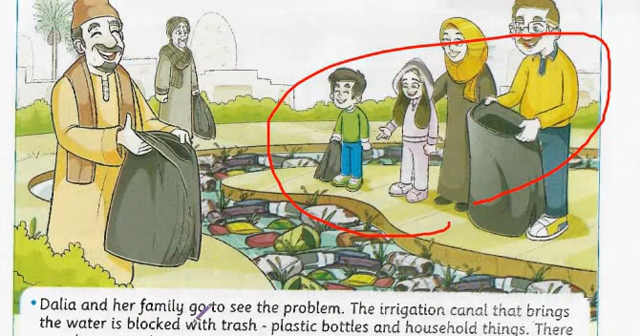 • Dalia and her family go to see the problem. The irrigation canal that brings
the water is blocked with trash - plastic bottles and household things. There